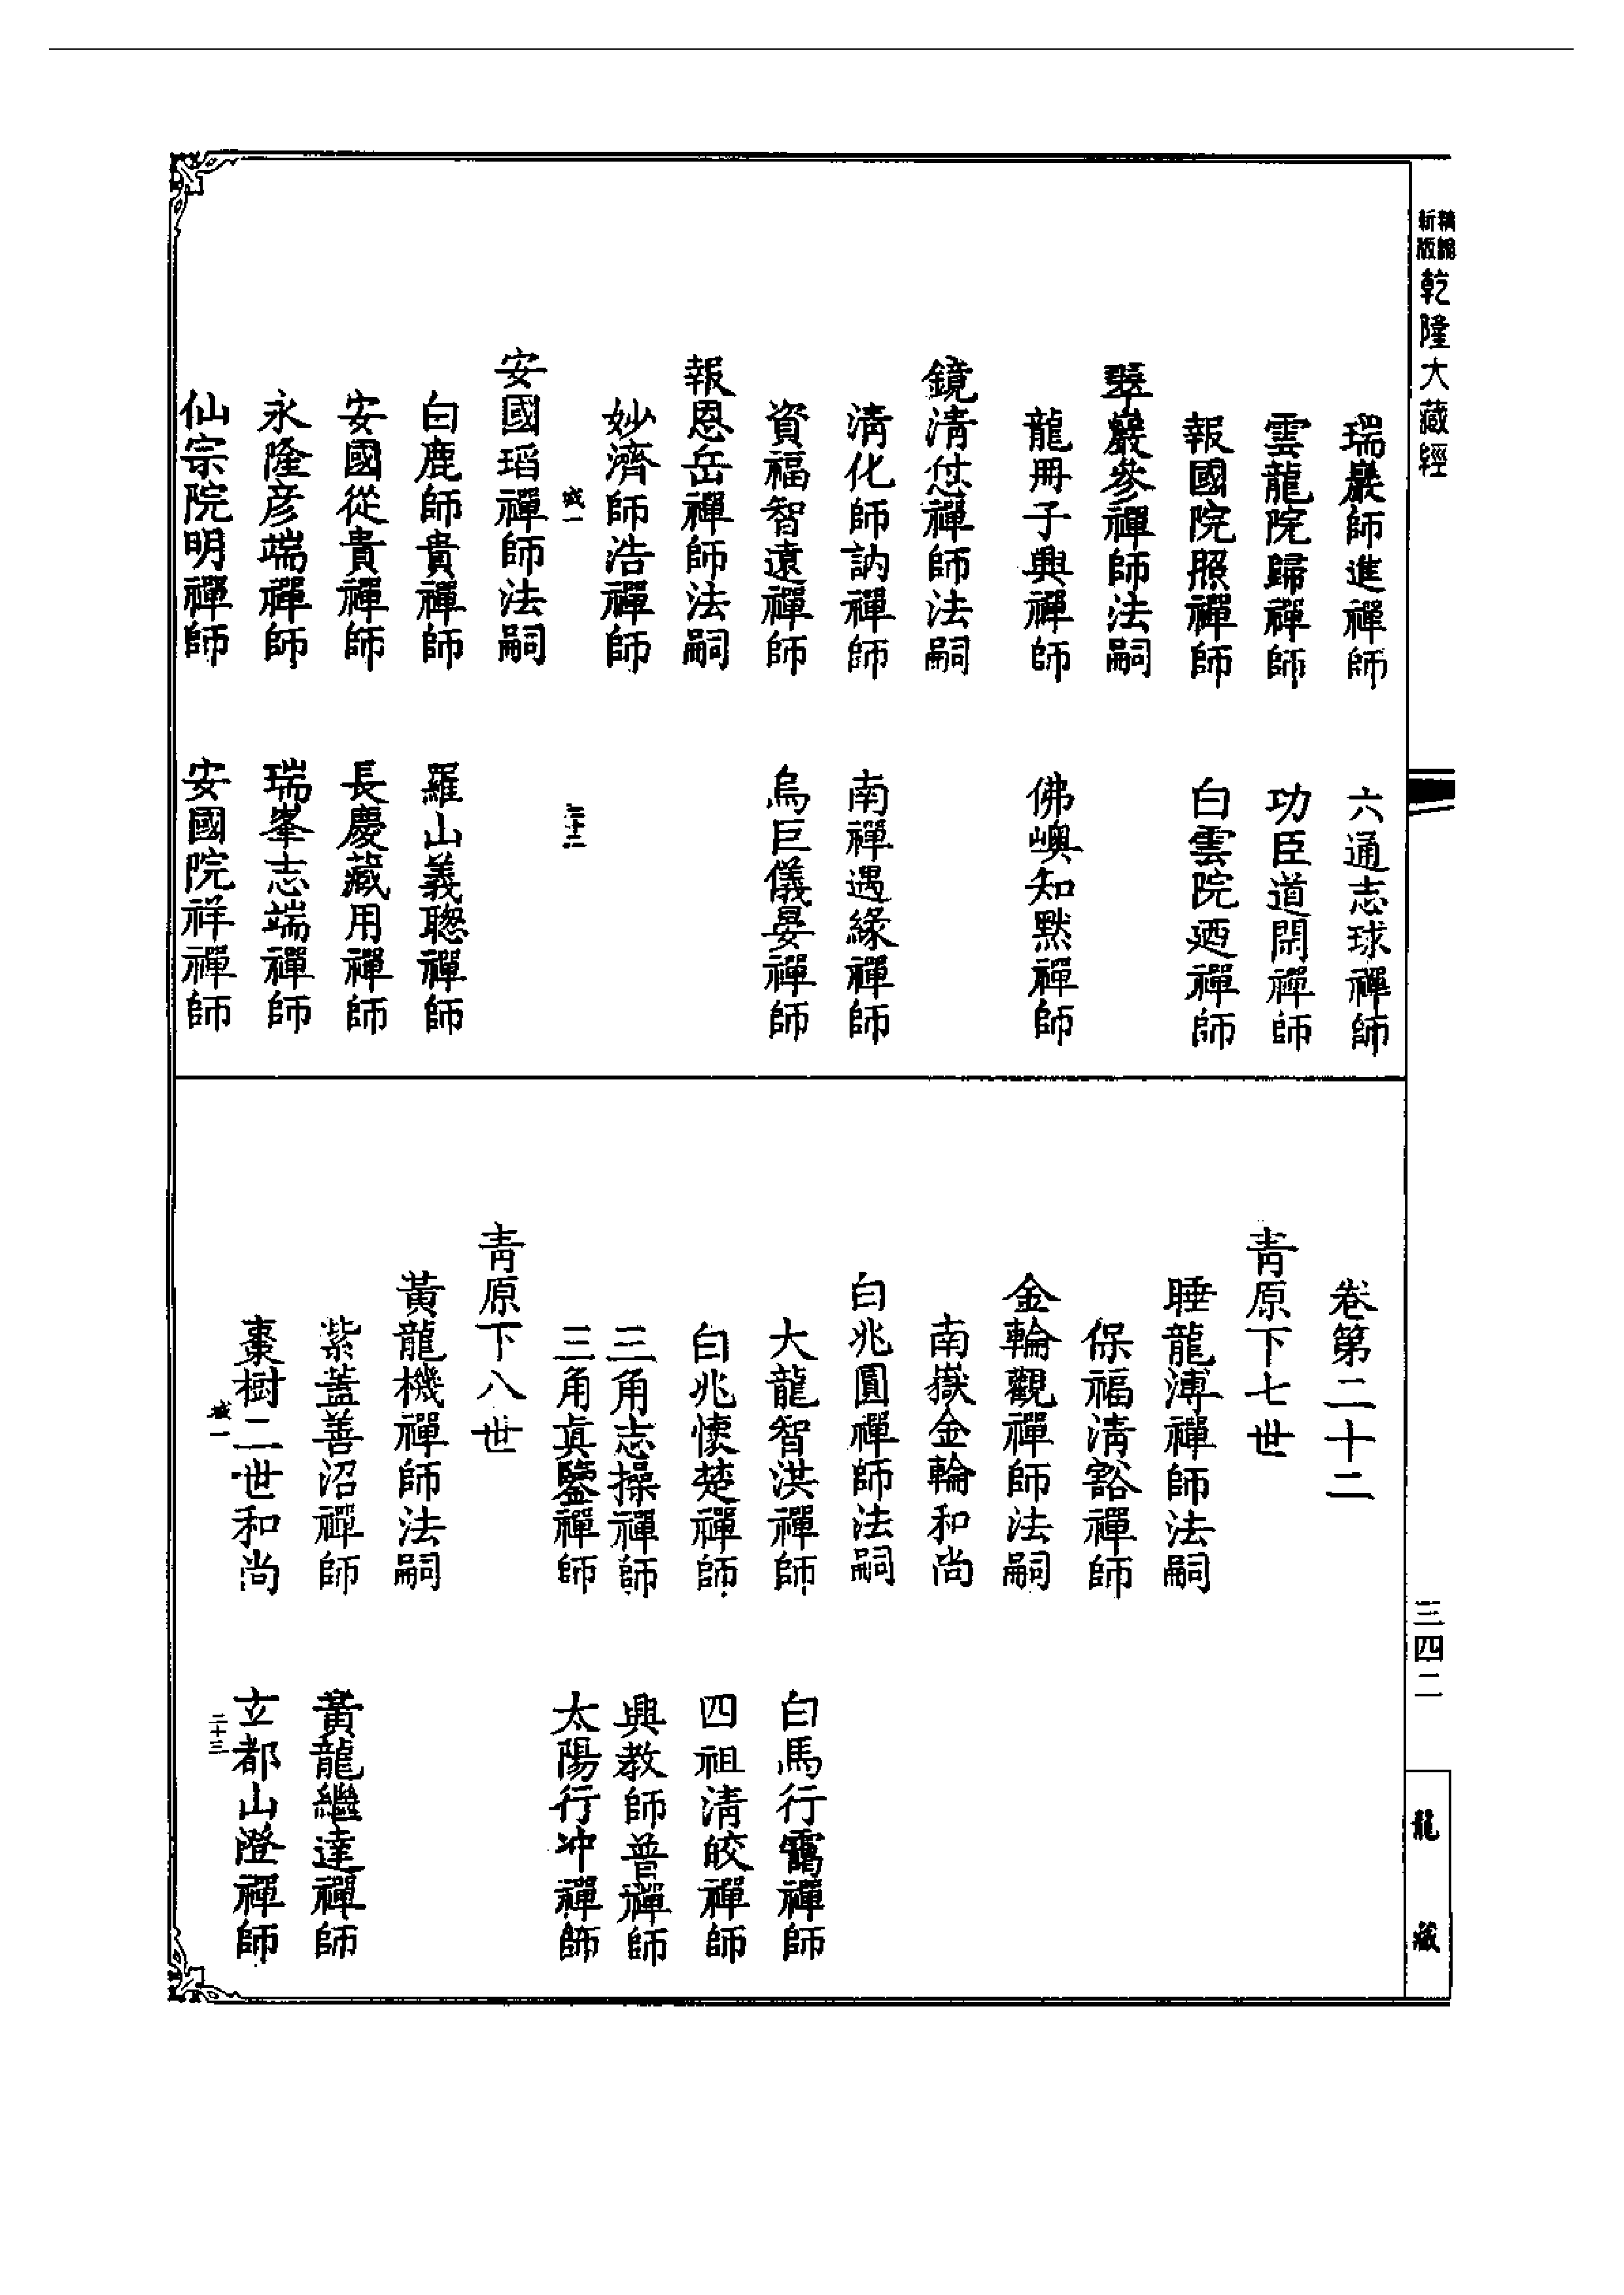 精縮新版乾隆大藏經
三四二
龍藏
瑞巖師進禪師　六通志球禪師
雲龍院歸禪師　功臣道閑禪師
報國院照禪師　白雲院廼禪師
翠巖參禪師法嗣
龍冊子興禪師　佛嶼知默禪師
鏡清怤禪師法嗣
清化師訥禪師　南禪遇緣禪師
資福智遠禪師　烏巨儀晏禪師
報恩岳禪師法嗣
妙濟師浩禪師
城一　二十二
安國瑫禪師法嗣
白鹿師貴禪師　羅山義聰禪師
安國從貴禪師　長慶藏用禪師
永隆彥端禪師　瑞峯志端禪師
仙宗院明禪師　安國院祥禪師
卷第二十二
青原下七世
睡龍溥禪師法嗣
保福清豁禪師
金輪觀禪師法嗣
南嶽金輪和尚
白兆圓禪師法嗣
大龍智洪禪師　白馬行靄禪師
白兆懷楚禪師　四祖清皎禪師
三角志操禪師　興教師普禪師
三角眞鑒禪師　太陽行冲禪師
青原下八世
黃龍機禪師法嗣
紫蓋善沼禪師　黃龍繼達禪師
棗樹二世和尚　立都山澄禪師
城一　二十三